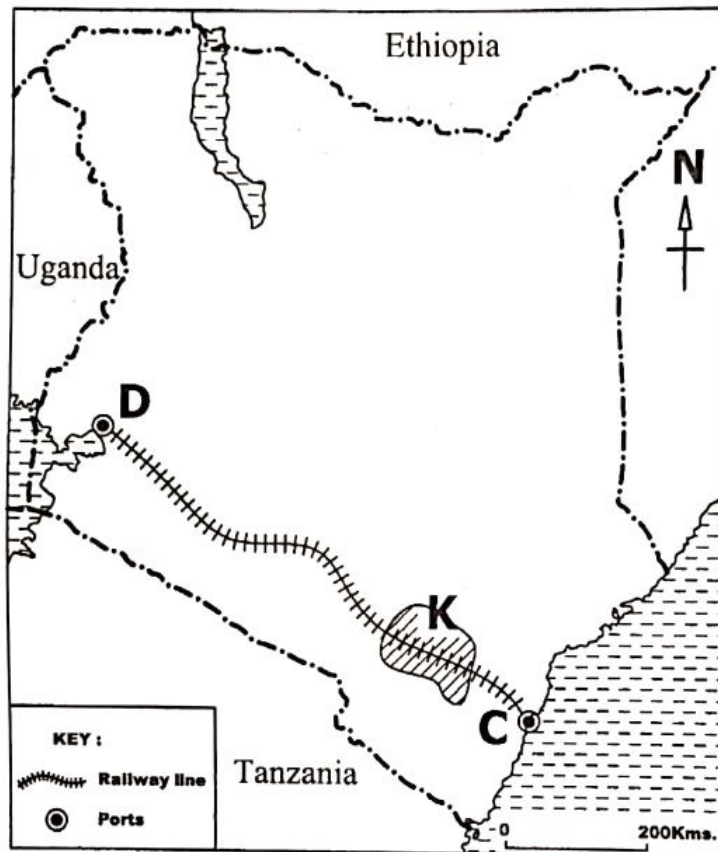 Ethiopia
N
Uganda
D
K
C
KEY :
Railway line
Ports
Tanzania
0 200Kms.